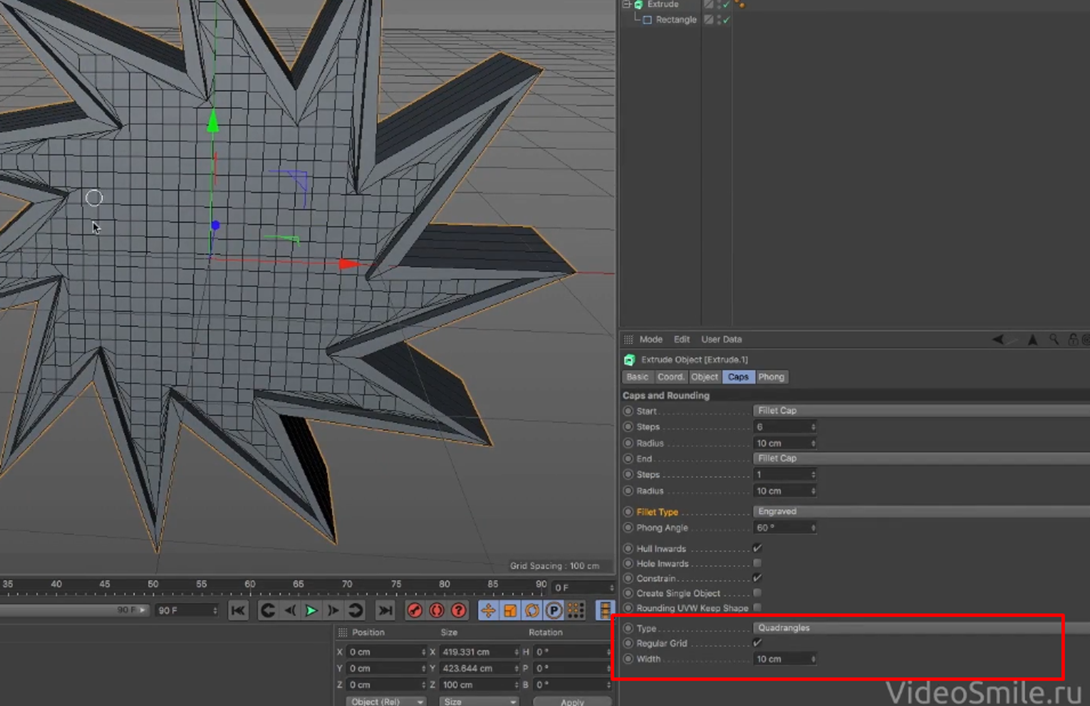 Extrude
Rectangle
Mode Edit User Data
Extrude Object [Extrude.1]
Basic Coord. Object Caps Phong
Caps and Rounding
Start Fillet Cap
Steps 6
Radius 10 cm
End Fillet Cap
Steps 1
Radius 10 cm
Fillet Type Engraved
Phong Angle 60 °
Hull Inwards
Hole Inwards
Constrain
Create Single Object
Rounding UVW Keep Shape
Type Quadrangles
Regular Grid
Width 10 cm
Grid Spacing : 100 cm
35 40 45 50 55 60 65 70 75 80 85 90 0 F
90 F 90 F
Position Size Rotation
X 0 cm X 419.331 cm H 0 °
Y 0 cm Y 423.644 cm P 0 °
Z 0 cm Z 100 cm B 0 °
Object (Rel) Size Apply
VideoSmile.ru